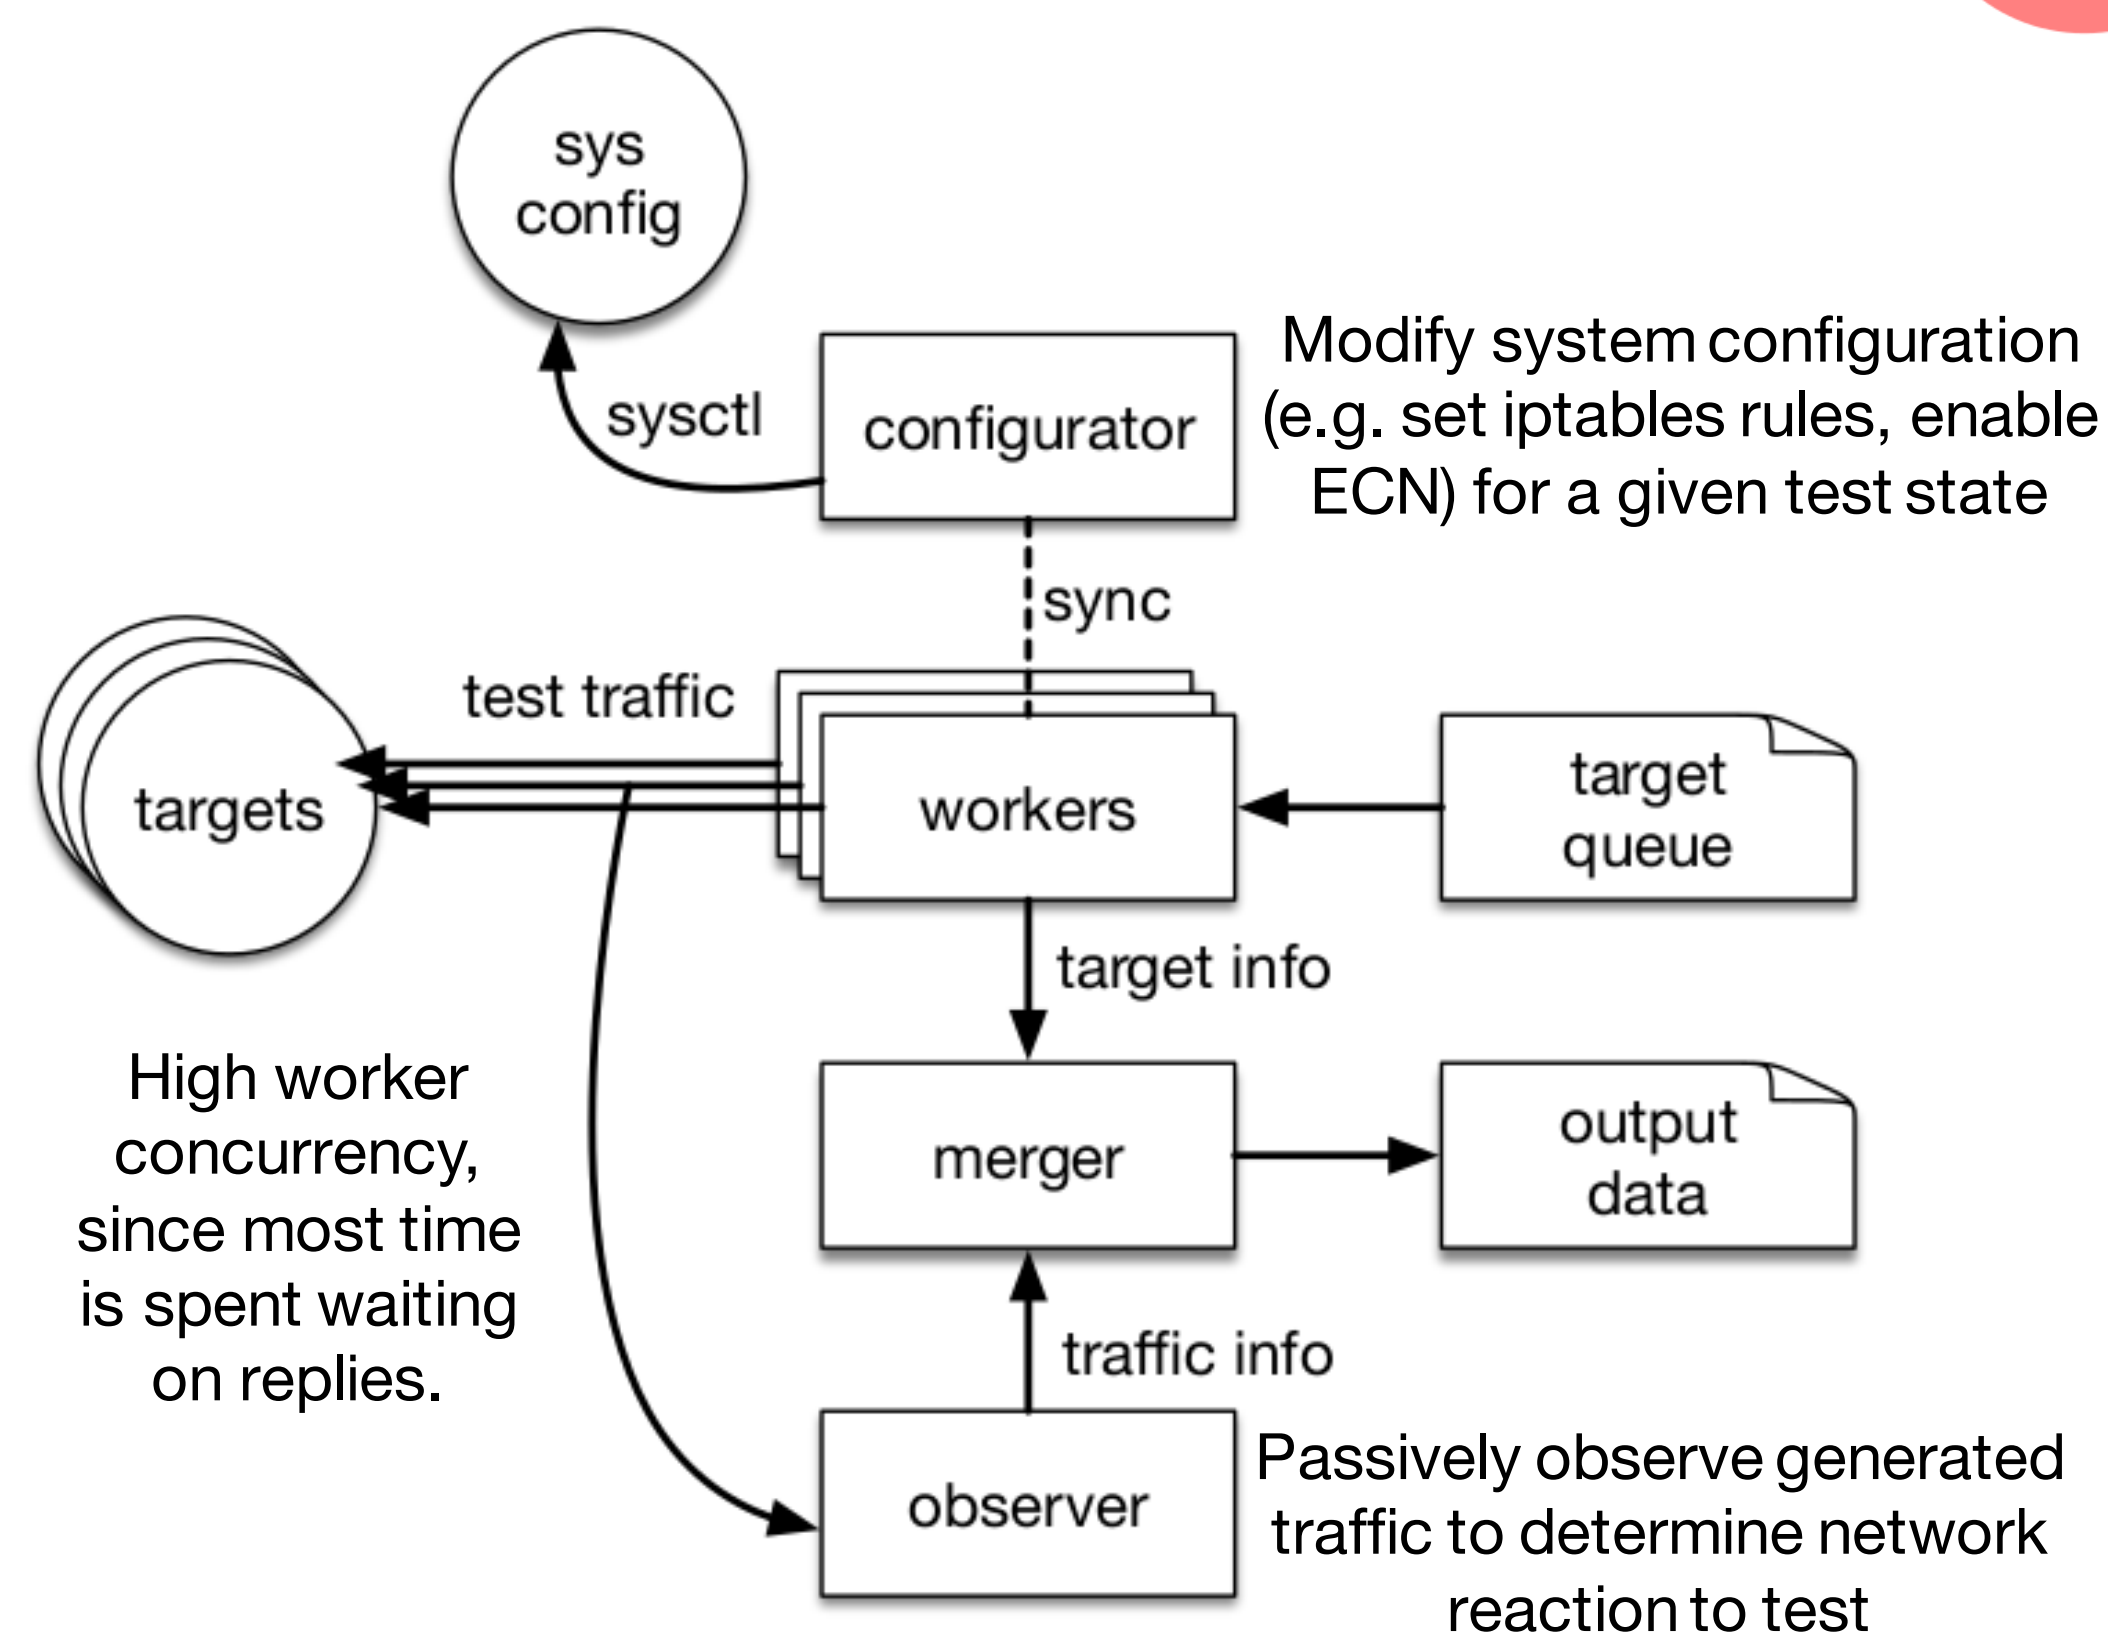 sys
config
sysctl
configurator
Modify system configuration
(e.g. set iptables rules, enable
ECN) for a given test state
sync
test traffic
targets
workers
target
queue
target info
High worker
concurrency,
since most time
is spent waiting
on replies.
merger
output
data
traffic info
observer
Passively observe generated
traffic to determine network
reaction to test